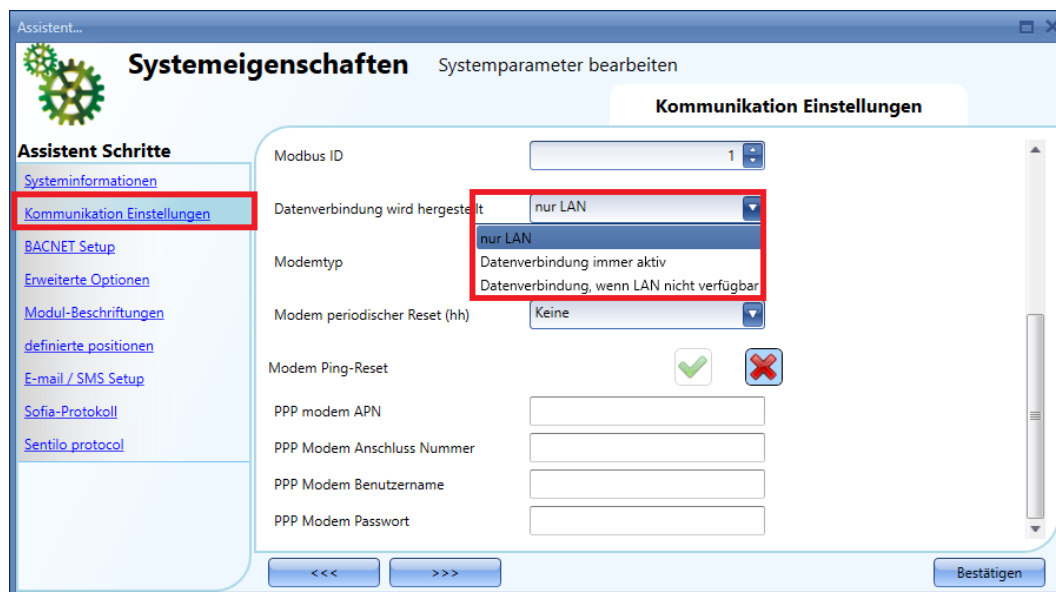 Assistent...
Systemeigenschaften Systemparameter bearbeiten
Kommunikation Einstellungen
Assistent Schritte
Systeminformationen
Kommunikation Einstellungen
BACNET Setup
Erweiterte Optionen
Modul-Beschriftungen
definierte positionen
E-mail / SMS Setup
Sofia-Protokoll
Sentilo protocol
Modbus ID 1
Datenverbindung wird hergestellt nur LAN
nur LAN
Modemtyp Datenverbindung immer aktiv
Datenverbindung, wenn LAN nicht verfügbar
Modem periodischer Reset (hh) Keine
Modem Ping-Reset
PPP modem APN
PPP Modem Anschluss Nummer
PPP Modem Benutzername
PPP Modem Passwort
<<< >>> Bestätigen